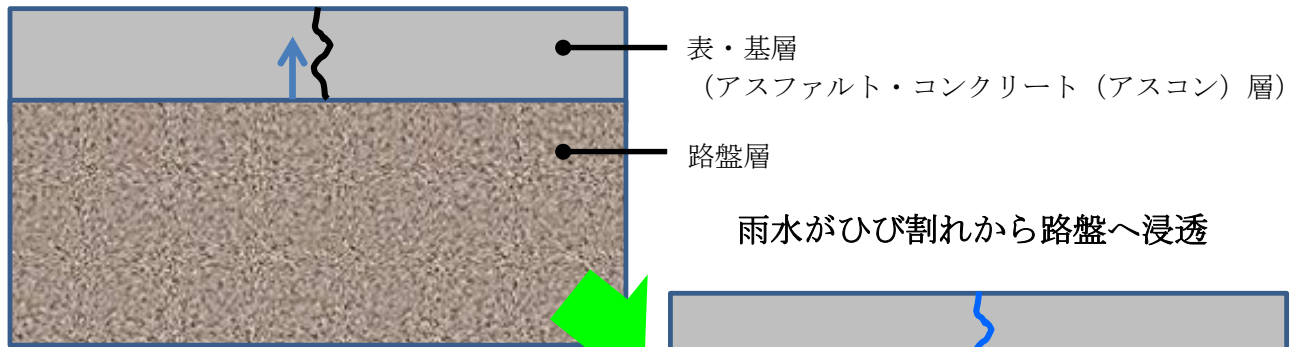 表・基層
（アスファルト・コンクリート（アスコン）層）
路盤層
雨水がひび割れから路盤へ浸透